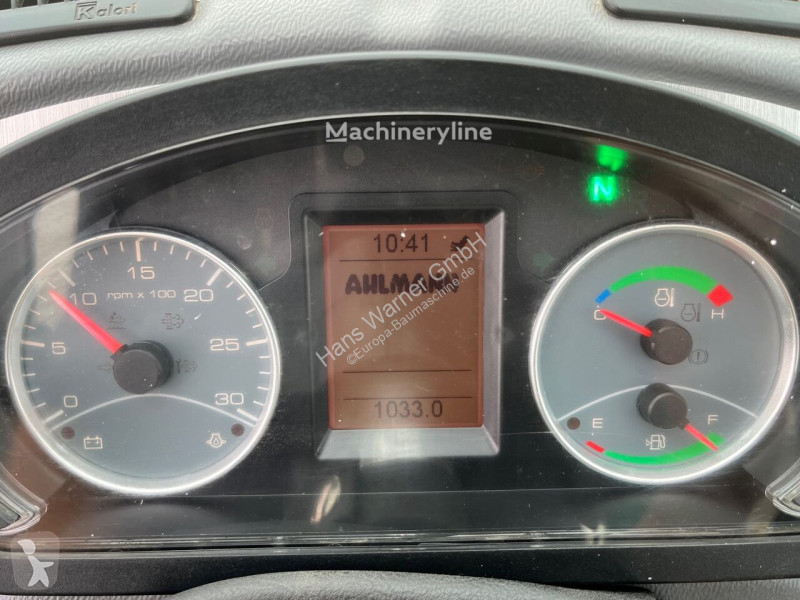 Kalori
Machineryline
N
10:41
AHLMANN
Hans Warner GmbH
©Europa-Baumaschine.de
1033.0
0
5
10
15
20
25
30
rpm x 100
C
H
E
F